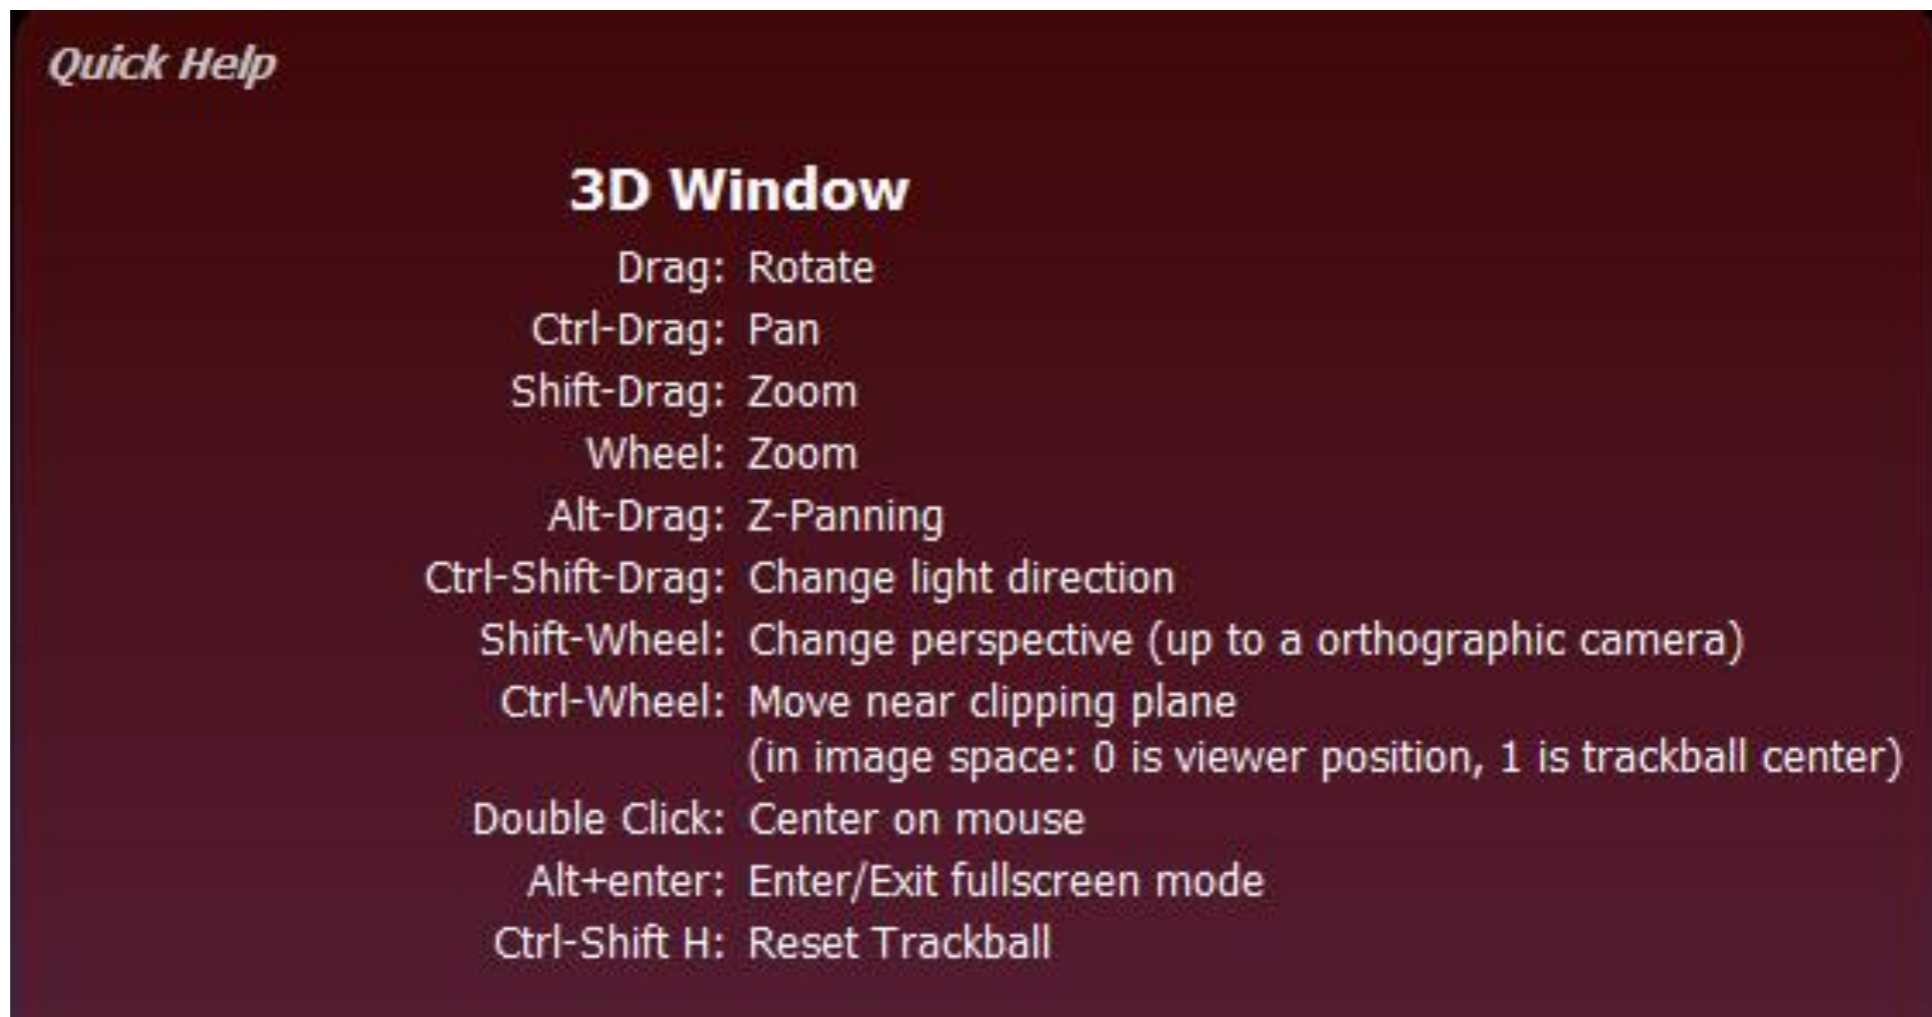 Quick Help
3D Window
Drag: Rotate
Ctrl-Drag: Pan
Shift-Drag: Zoom
Wheel: Zoom
Alt-Drag: Z-Panning
Ctrl-Shift-Drag: Change light direction
Shift-Wheel: Change perspective (up to a orthographic camera)
Ctrl-Wheel: Move near clipping plane
(in image space: 0 is viewer position, 1 is trackball center)
Double Click: Center on mouse
Alt+enter: Enter/Exit fullscreen mode
Ctrl-Shift H: Reset Trackball